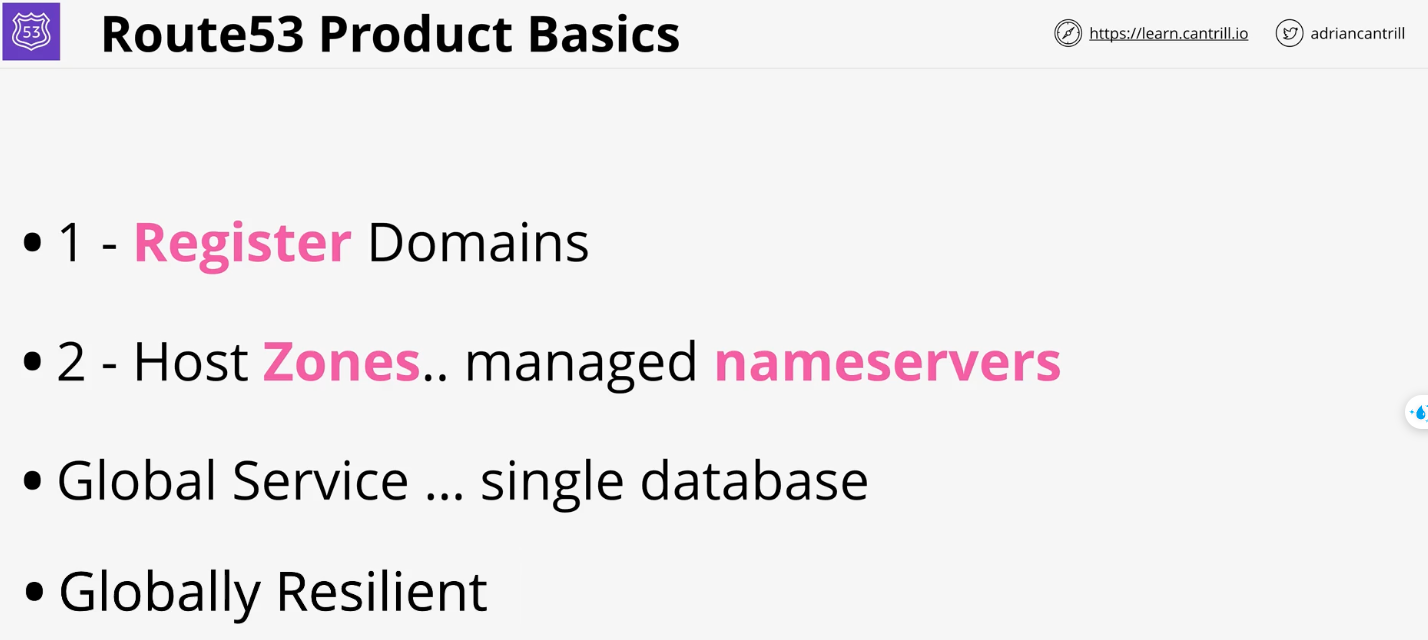 53
Route53 Product Basics
https://learn.cantrill.io
adriancantrill
• 1 - Register Domains
• 2 - Host Zones.. managed nameservers
• Global Service ... single database
• Globally Resilient